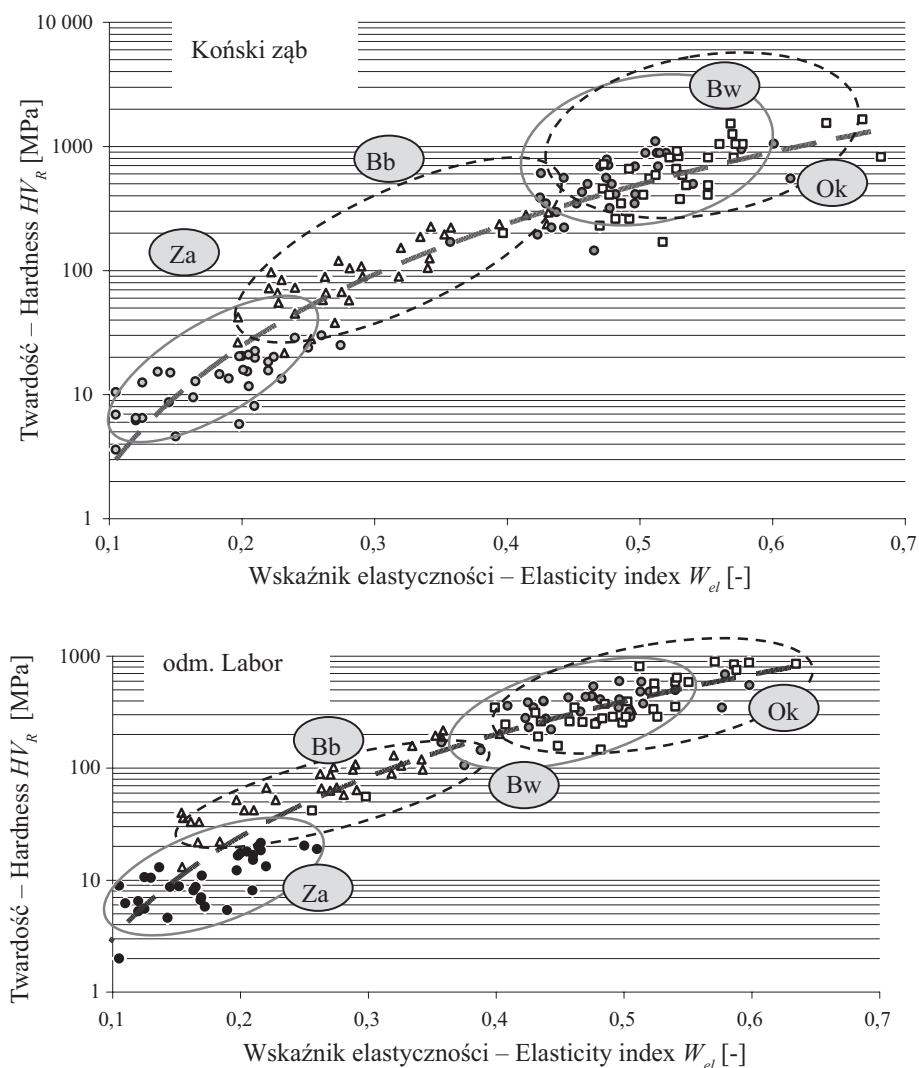 10 000
Koński ząb
Bw
1000
Bb
Ok
Za
100
10
1
Twardość – Hardness HV_R [MPa]
0,1 0,2 0,3 0,4 0,5 0,6 0,7
Wskaźnik elastyczności – Elasticity index W_el [-]
1000
odm. Labor
Bb
Ok
100
Bw
Za
10
1
Twardość – Hardness HV_R [MPa]
0,1 0,2 0,3 0,4 0,5 0,6 0,7
Wskaźnik elastyczności – Elasticity index W_el [-]